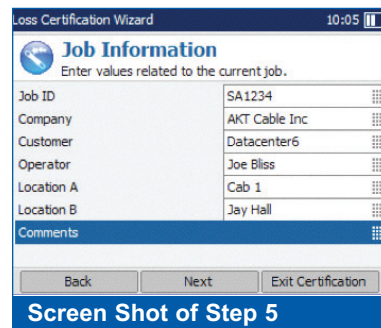 Loss Certification Wizard 10:05
Job Information
Enter values related to the current job.
Job ID SA1234
Company AKT Cable Inc
Customer Datacenter6
Operator Joe Bliss
Location A Cab 1
Location B Jay Hall
Comments
Back Next Exit Certification
Screen Shot of Step 5